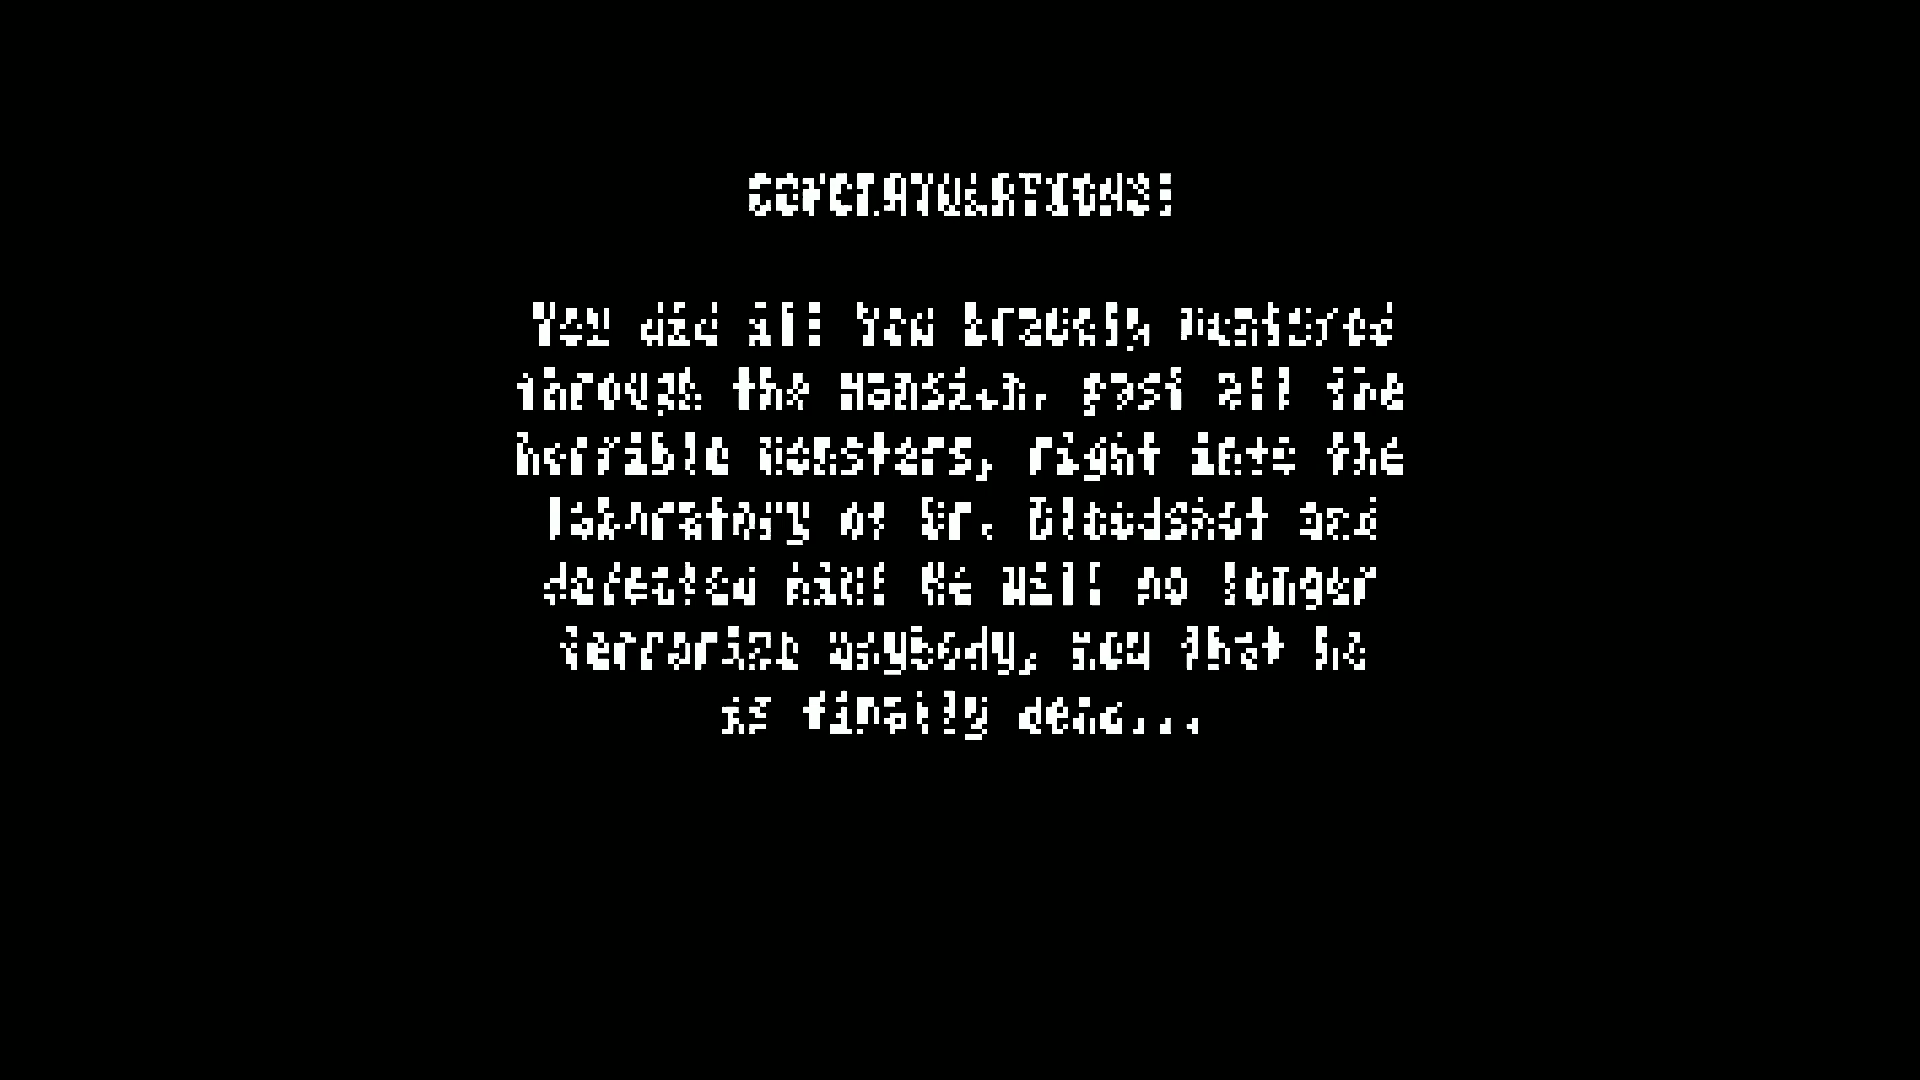 CONGRATULATIONS!
You did it! You bravely ventured
through the Mansion, past all the
horrible monsters, right into the
laboratory of Dr. Bloodshot and
defeated him! He will no longer
terrorize anybody, now that he
is finally dead...